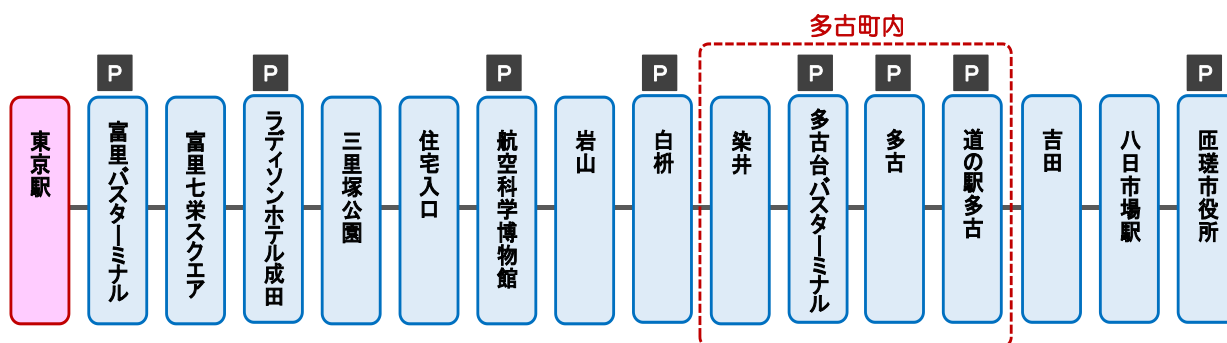 多古町内
P
P
P
P
P
P
P
P
東京駅
富里バスターミナル
富里七栄スクエア
ラディソンホテル成田
三里塚公園
住宅入口
航空科学博物館
岩山
白枡
染井
多古台バスターミナル
多古
道の駅多古
吉田
八日市場駅
匝瑳市役所